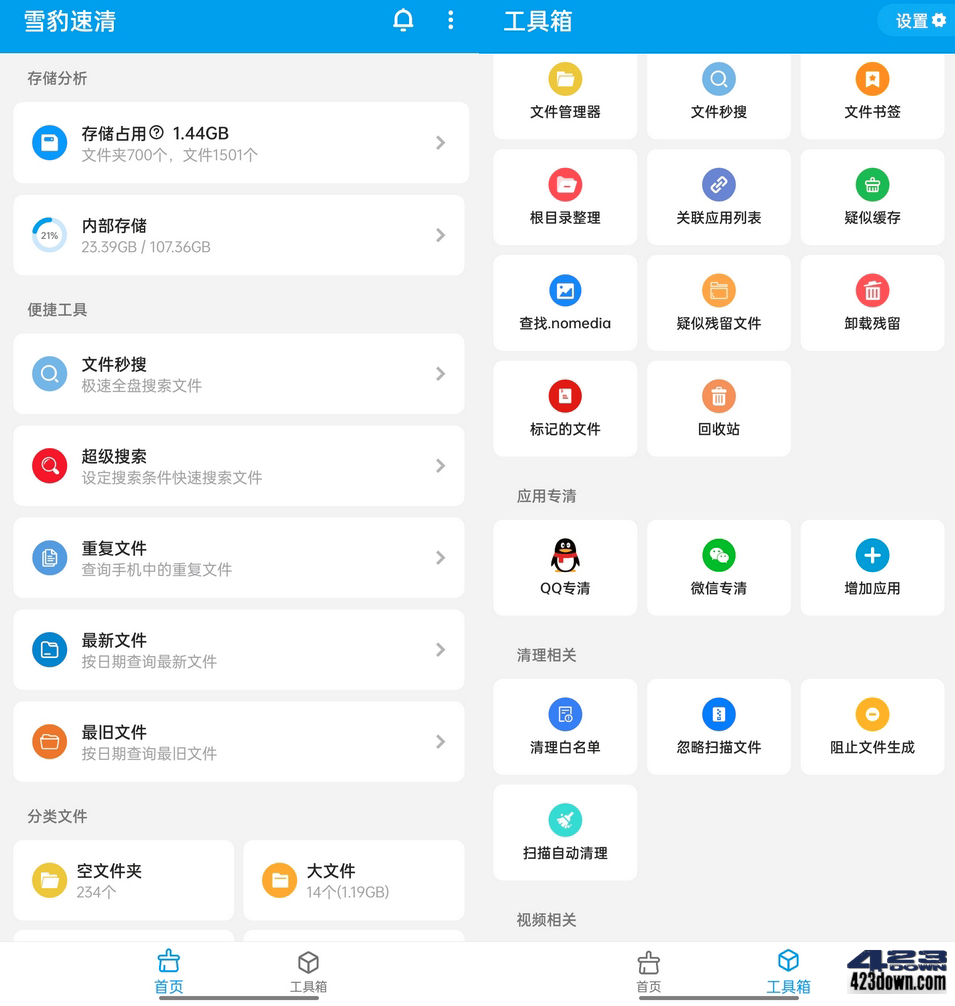 雪豹速清
存储分析
存储占用? 1.44GB
文件夹700个，文件1501个
21%
内部存储
23.39GB / 107.36GB
便捷工具
文件秒搜
极速全盘搜索文件
超级搜索
设定搜索条件快速搜索文件
重复文件
查询手机中的重复文件
最新文件
按日期查询最新文件
最旧文件
按日期查询最旧文件
分类文件
空文件夹
234个
大文件
14个(1.19GB)
首页
工具箱
工具箱
设置
文件管理器
文件秒搜
文件书签
根目录整理
关联应用列表
疑似缓存
查找.nomedia
疑似残留文件
卸载残留
标记的文件
回收站
应用专清
QQ专清
微信专清
增加应用
清理相关
清理白名单
忽略扫描文件
阻止文件生成
扫描自动清理
视频相关
首页
工具箱
423
DOWN
423down.com